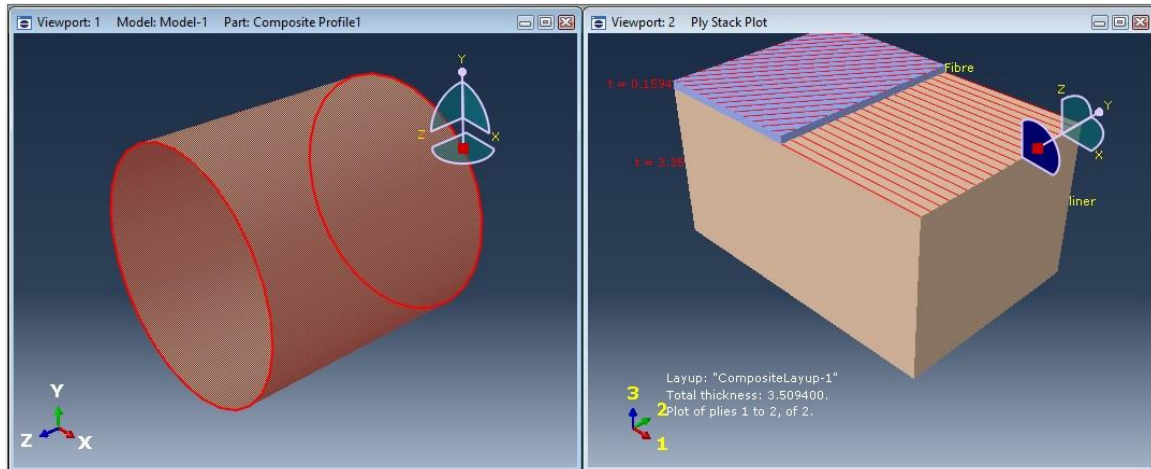 Viewport: 1 Model: Model-1 Part: Composite Profile1
Y
Z
X
Y
Z
X
Viewport: 2 Ply Stack Plot
Fibre
t = 0.1594
Z
Y
X
t = 3.35
liner
Layup: "CompositeLayup-1"
Total thickness: 3.509400.
Plot of plies 1 to 2, of 2.
3
2
1